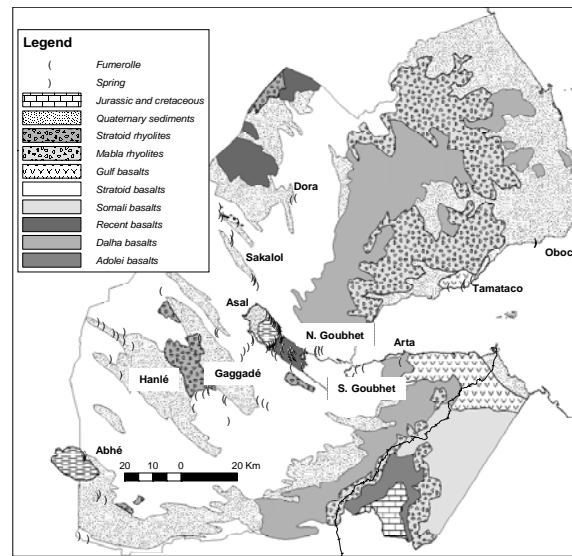 Legend
Fumerolle
Spring
Jurassic and cretaceous
Quaternary sediments
Stratoid rhyolites
Mabla rhyolites
Gulf basalts
Stratoid basalts
Somali basalts
Recent basalts
Dalha basalts
Adolei basalts
Dora
Oboc
Sakalol
Tamataco
Asal
N. Goubhet
Arta
Hanlé
Gaggadé
S. Goubhet
Abhé
20 10 0 20 Km